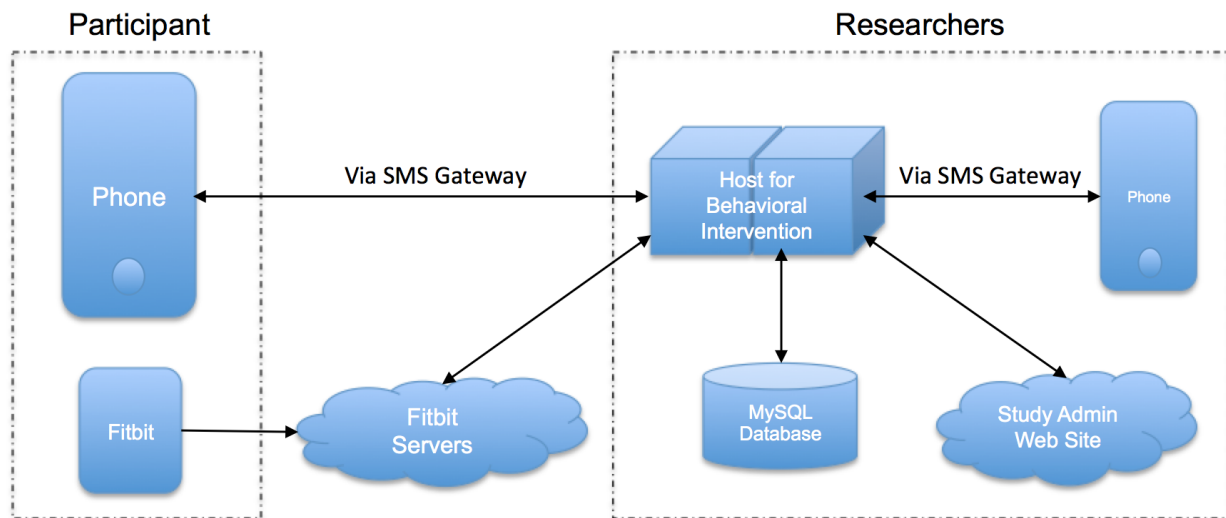 Participant
Researchers
Phone
Via SMS Gateway
Host for
Behavioral
Intervention
Via SMS Gateway
Phone
Fitbit
Fitbit
Servers
MySQL
Database
Study Admin
Web Site